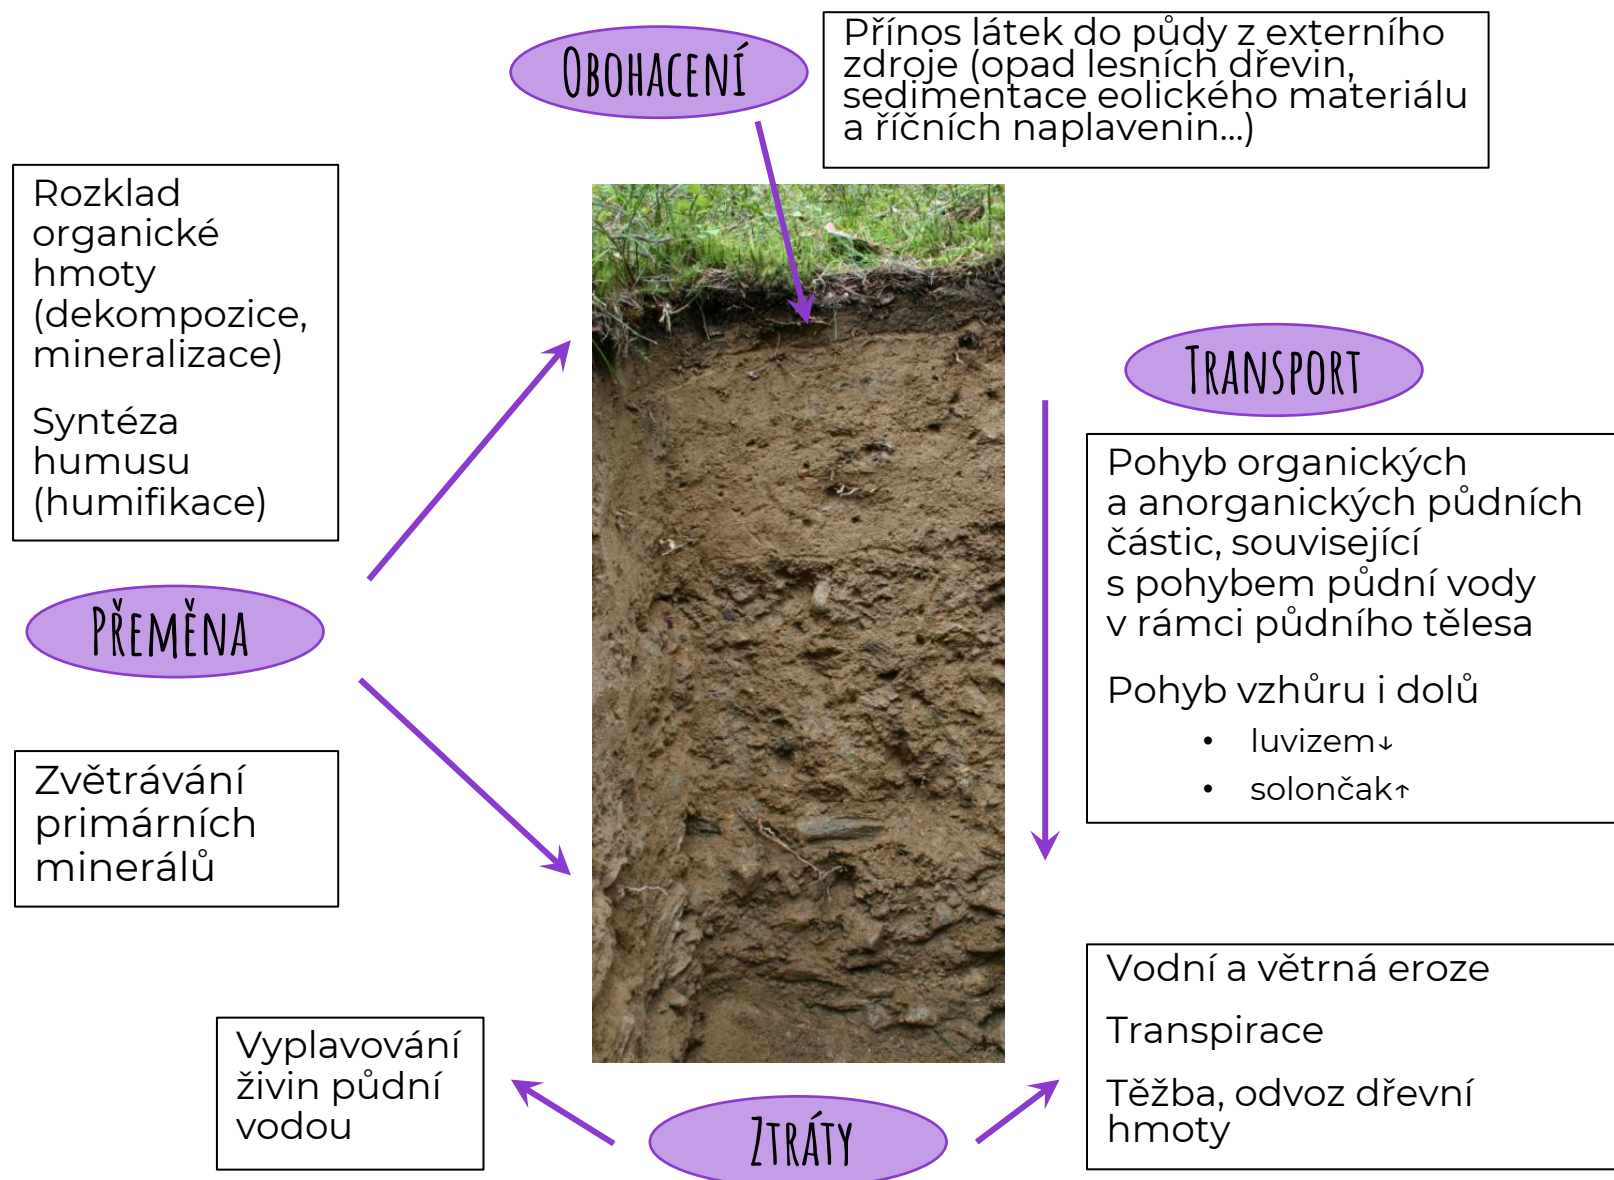 OBOHACENÍ
Přínos látek do půdy z externího
zdroje (opad lesních dřevin,
sedimentace eolického materiálu
a říčních naplavenin...)
Rozklad
organické
hmoty
(dekompozice,
mineralizace)
Syntéza
humusu
(humifikace)
PŘEMĚNA
Zvětrávání
primárních
minerálů
TRANSPORT
Pohyb organických
a anorganických půdních
částic, související
s pohybem půdní vody
v rámci půdního tělesa
Pohyb vzhůru i dolů
• luvizem↓
• solončak↑
Vyplavování
živin půdní
vodou
ZTRÁTY
Vodní a větrná eroze
Transpirace
Těžba, odvoz dřevní
hmoty